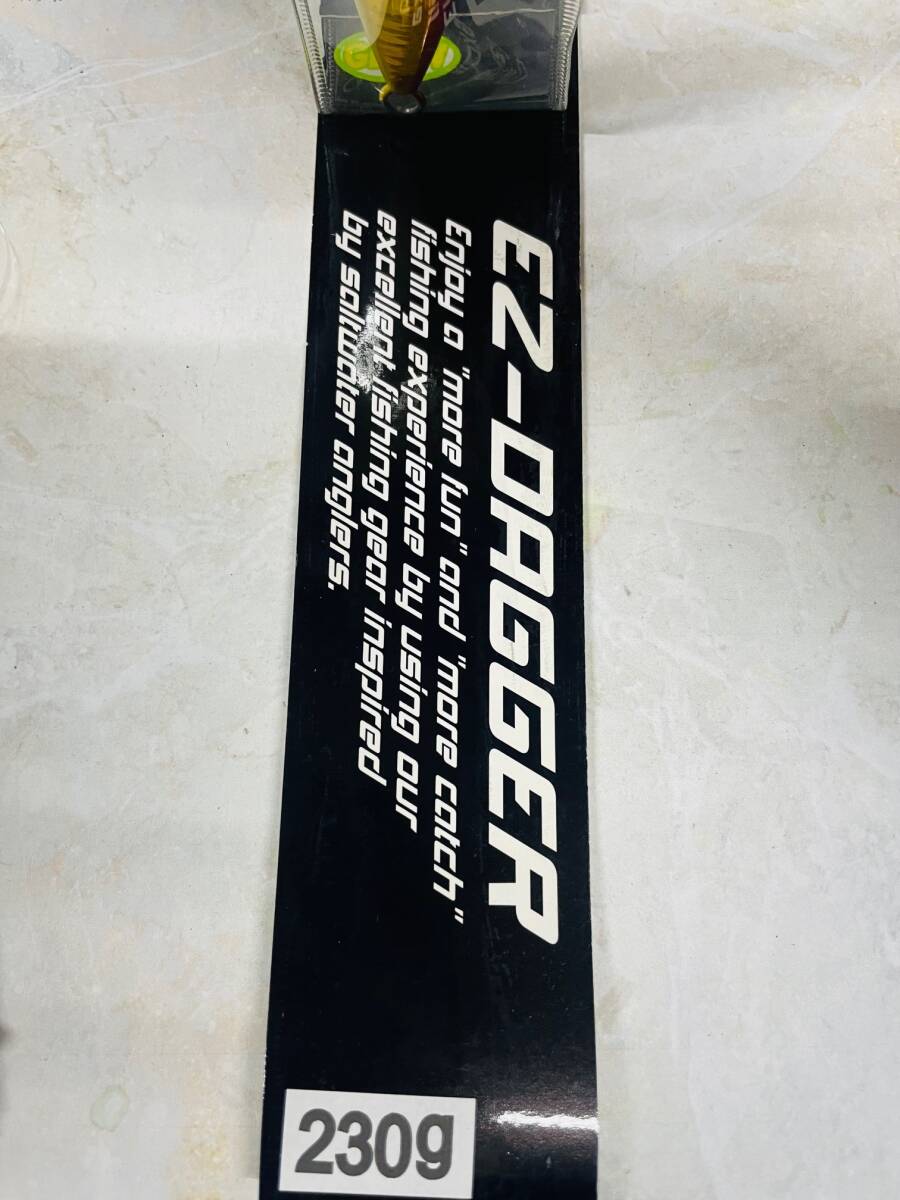 EZ-DAGGER
Enjoy a "more fun" and "more catch"
fishing experience by using our
excellent fishing gear inspired
by saltwater anglers.
230g